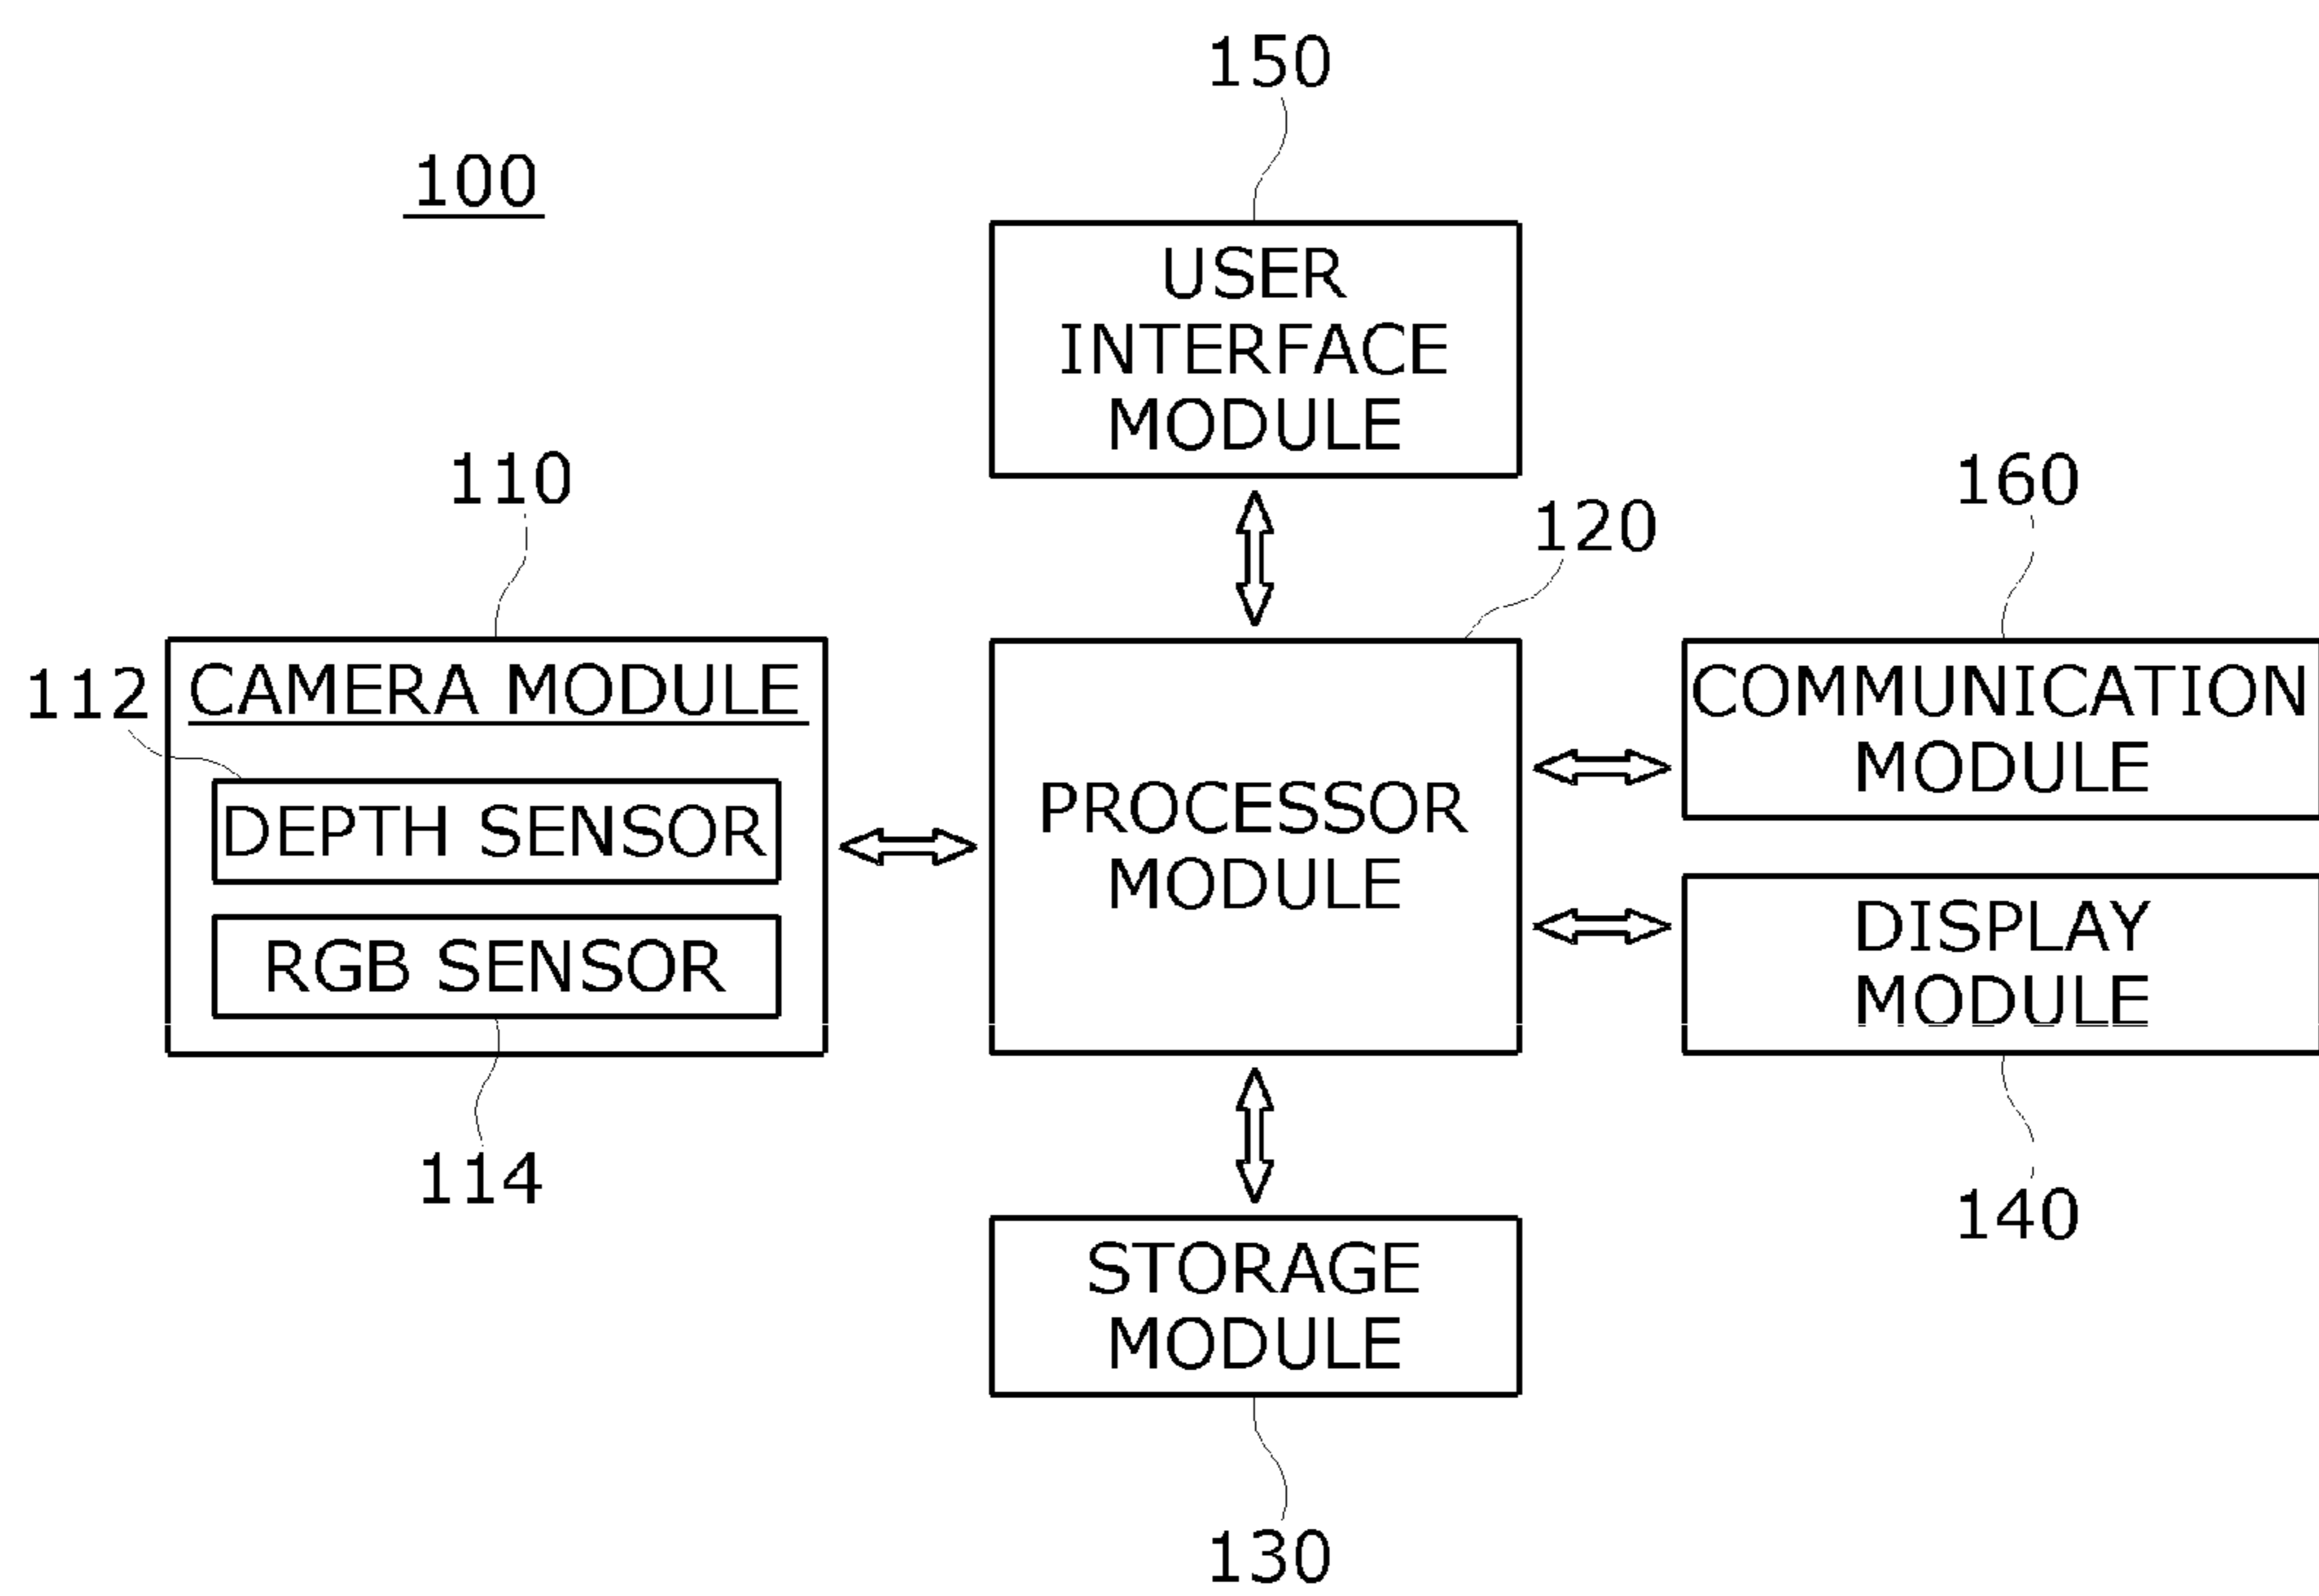 150
100
USER
INTERFACE
MODULE
110
160
120
112
CAMERA MODULE
COMMUNICATION
MODULE
DEPTH SENSOR
PROCESSOR
MODULE
RGB SENSOR
DISPLAY
MODULE
114
140
STORAGE
MODULE
130